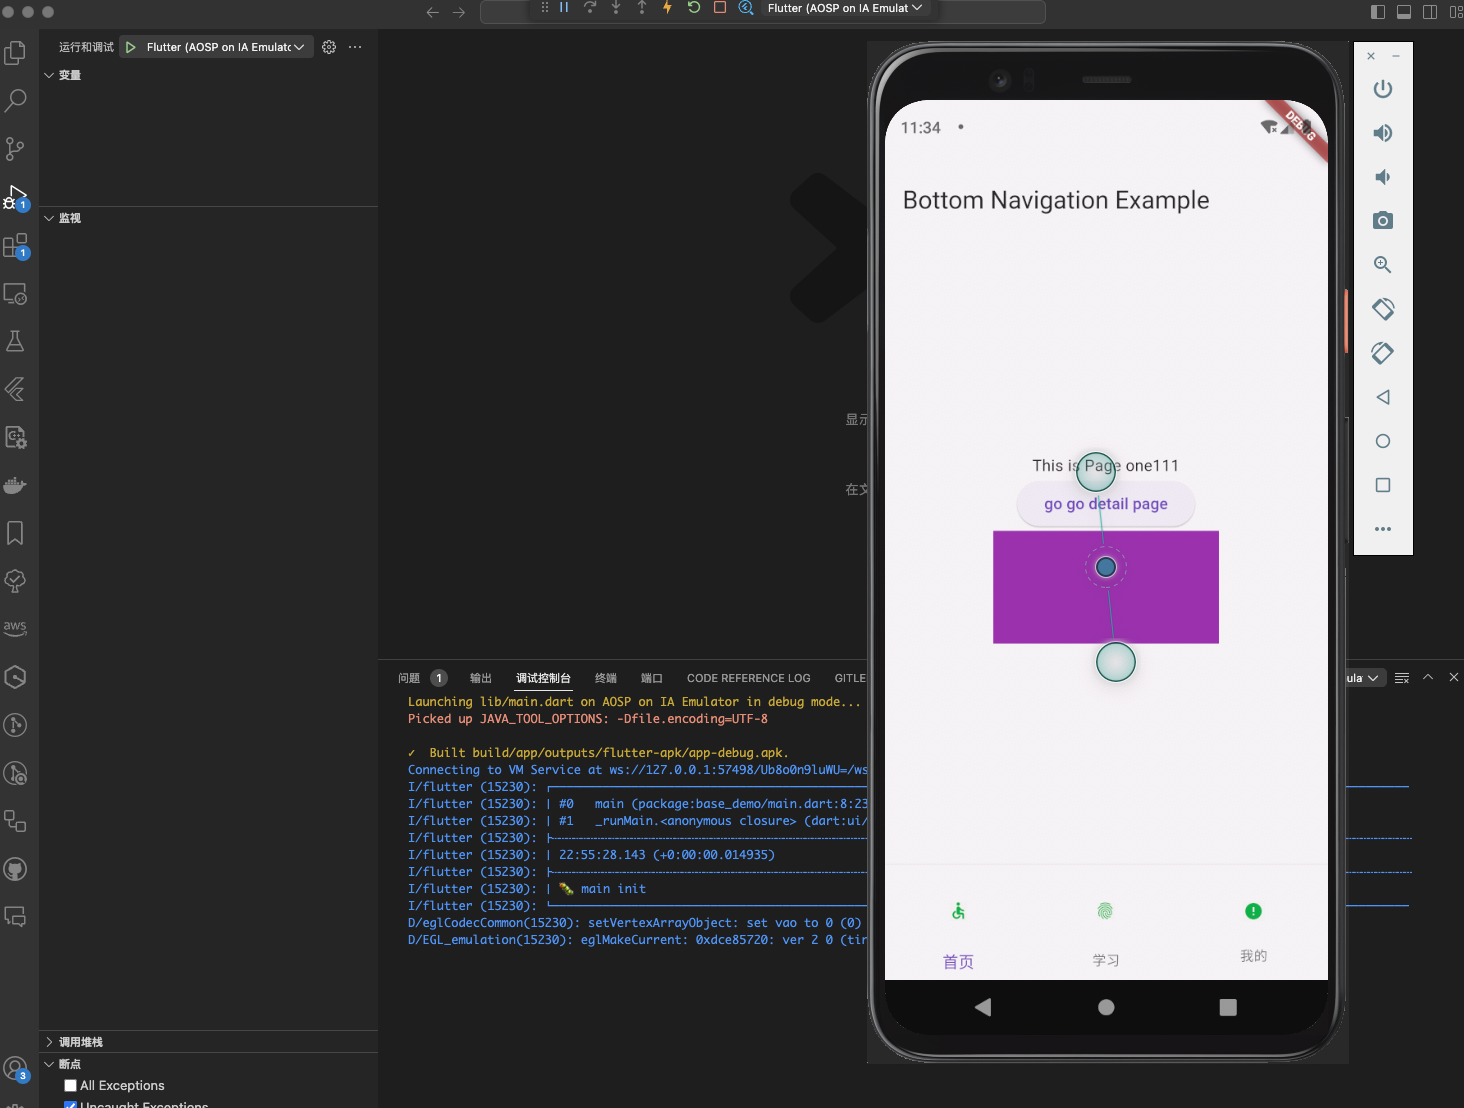 Flutter (AOSP on IA Emulat
运行和调试
Flutter (AOSP on IA Emulatc
变量
监视
1
1
aws
3
调用堆栈
断点
All Exceptions
Uncaught Exceptions
显示
在文
问题 1 输出 调试控制台 终端 端口 CODE REFERENCE LOG GITLE
ula
Launching lib/main.dart on AOSP on IA Emulator in debug mode...
Picked up JAVA_TOOL_OPTIONS: -Dfile.encoding=UTF-8
✓ Built build/app/outputs/flutter-apk/app-debug.apk.
Connecting to VM Service at ws://127.0.0.1:57498/Ub8o0n9luWU=/ws
I/flutter (15230):
I/flutter (15230): | #0 main (package:base_demo/main.dart:8:23
I/flutter (15230): | #1 _runMain.<anonymous closure> (dart:ui/
I/flutter (15230):
I/flutter (15230): | 22:55:28.143 (+0:00:00.014935)
I/flutter (15230):
I/flutter (15230): | 🐛 main init
I/flutter (15230):
D/eglCodecCommon(15230): setVertexArrayObject: set vao to 0 (0)
D/EGL_emulation(15230): eglMakeCurrent: 0xdce85720: ver 2 0 (tin
11:34
DEBUG
Bottom Navigation Example
This is Page one111
go go detail page
首页
学习
我的